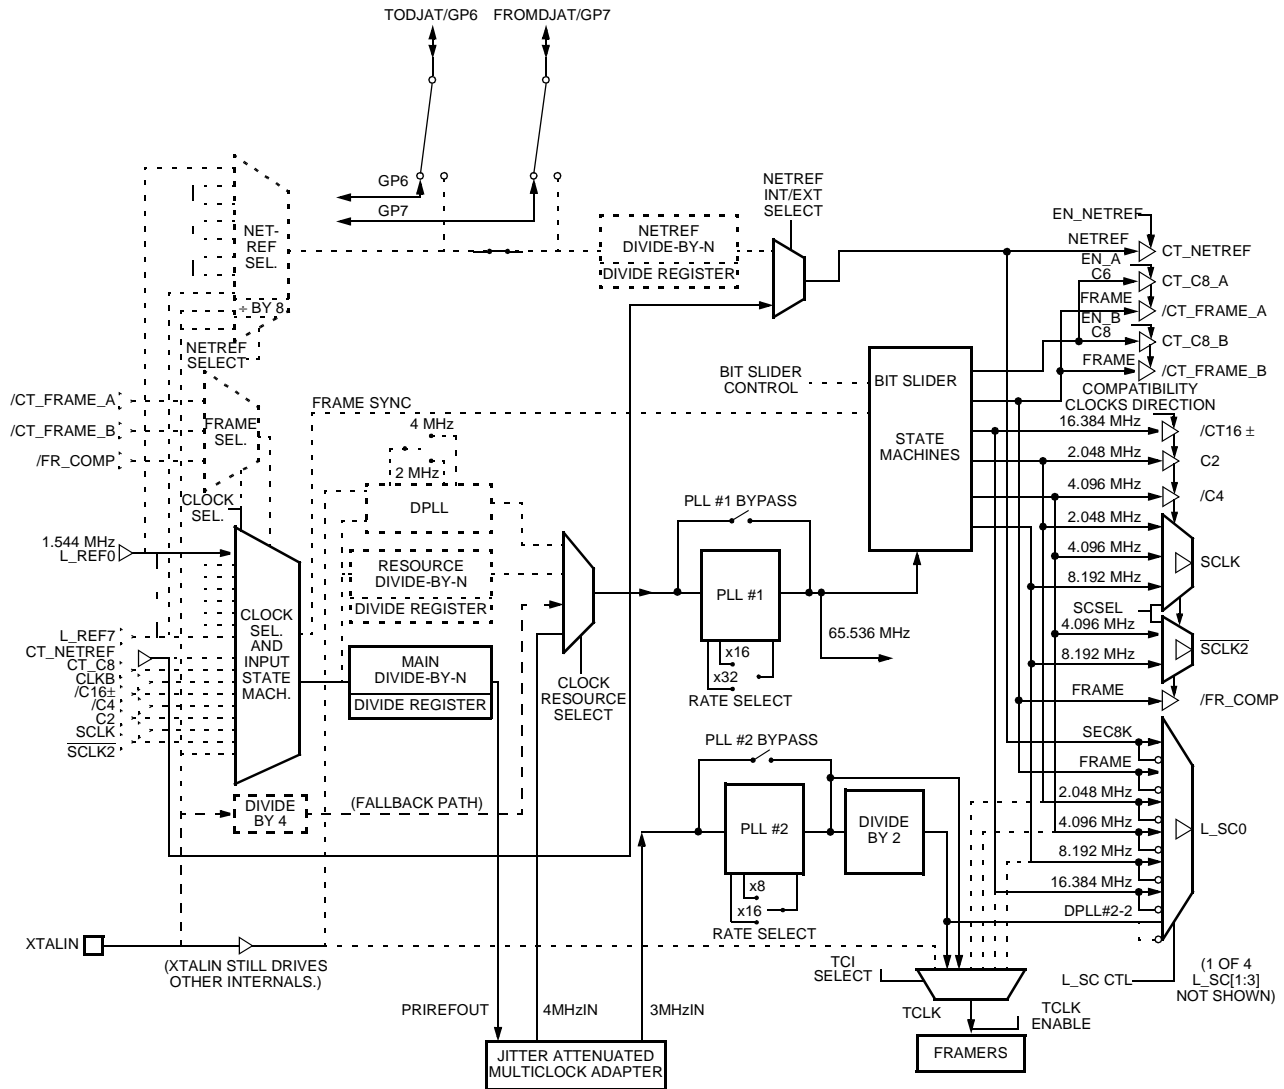 TODJAT/GP6 FROMDJAT/GP7
GP6
GP7
NETREF
INT/EXT
SELECT
NET-
REF
SEL.
÷ BY 8
NETREF
SELECT
NETREF
DIVIDE-BY-N
DIVIDE REGISTER
EN_NETREF
NETREF
CT_NETREF
EN_A
C6
CT_C8_A
FRAME
/CT_FRAME_A
EN_B
C8
CT_C8_B
FRAME
/CT_FRAME_B
COMPATIBILITY
CLOCKS DIRECTION
16.384 MHz
/CT16 ±
2.048 MHz
C2
4.096 MHz
/C4
2.048 MHz
4.096 MHz
SCLK
8.192 MHz
SCSEL
4.096 MHz
SCLK2
8.192 MHz
FRAME
/FR_COMP
BIT SLIDER
CONTROL
BIT SLIDER
STATE
MACHINES
/CT_FRAME_A
/CT_FRAME_B
/FR_COMP
FRAME
SEL.
FRAME SYNC
4 MHz
2 MHz
DPLL
CLOCK
SEL.
1.544 MHz
L_REF0
L_REF7
CT_NETREF
CT_C8
CLKB
/C16±
/C4
C2
SCLK
SCLK2
CLOCK
SEL.
AND
INPUT
STATE
MACH.
RESOURCE
DIVIDE-BY-N
DIVIDE REGISTER
MAIN
DIVIDE-BY-N
DIVIDE REGISTER
CLOCK
RESOURCE
SELECT
PLL #1 BYPASS
PLL #1
x16
x32
RATE SELECT
65.536 MHz
DIVIDE
BY 4
(FALLBACK PATH)
PLL #2 BYPASS
PLL #2
DIVIDE
BY 2
x8
x16
RATE SELECT
SEC8K
FRAME
2.048 MHz
4.096 MHz
8.192 MHz
16.384 MHz
DPLL#2-2
L_SC0
XTALIN
(XTALIN STILL DRIVES
OTHER INTERNALS.)
TCI
SELECT
L_SC CTL
(1 OF 4
L_SC[1:3]
NOT SHOWN)
PRIREFOUT
4MHzIN
3MHzIN
TCLK
TCLK
ENABLE
JITTER ATTENUATED
MULTICLOCK ADAPTER
FRAMERS